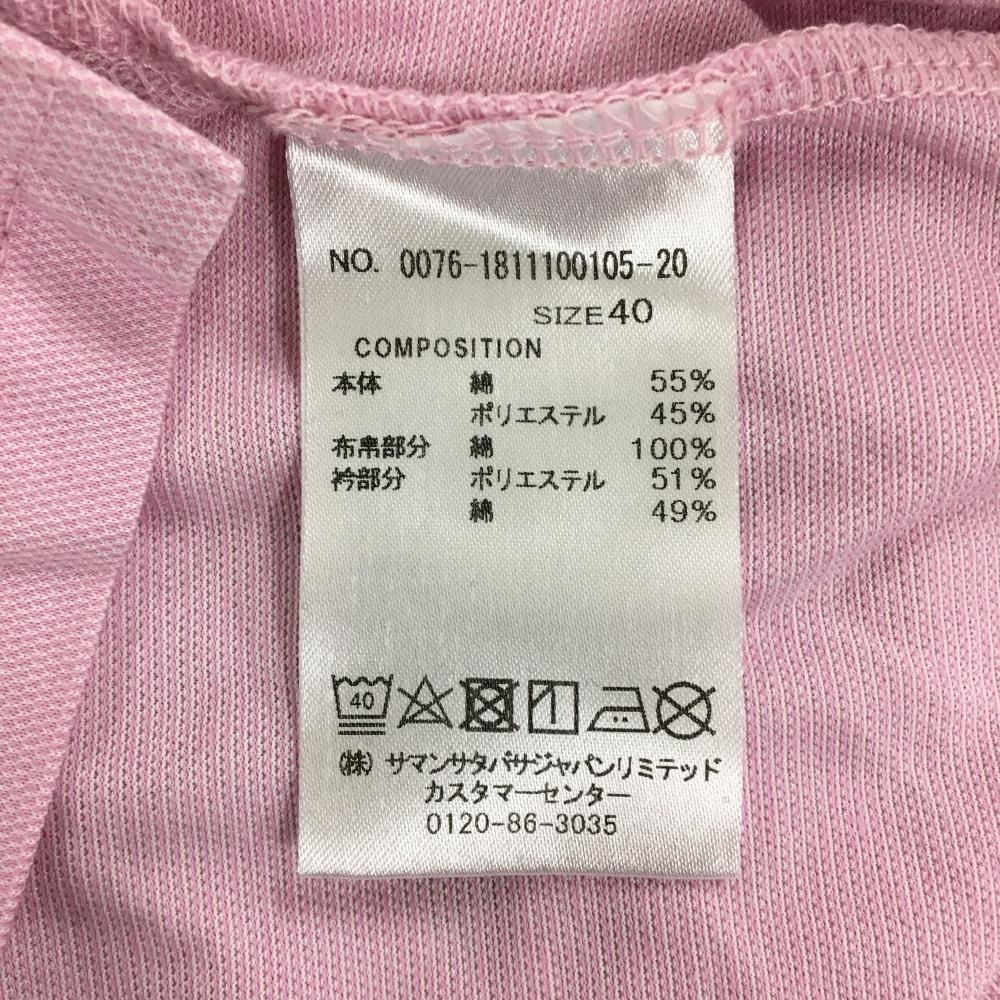 NO. 0076-1811100105-20
SIZE 40
COMPOSITION
本体 綿 55%
ポリエステル 45%
布帛部分 綿 100%
衿部分 ポリエステル 51%
綿 49%
40
(株) サマンサタバサジャパンリミテッド
カスタマーセンター
0120-86-3035